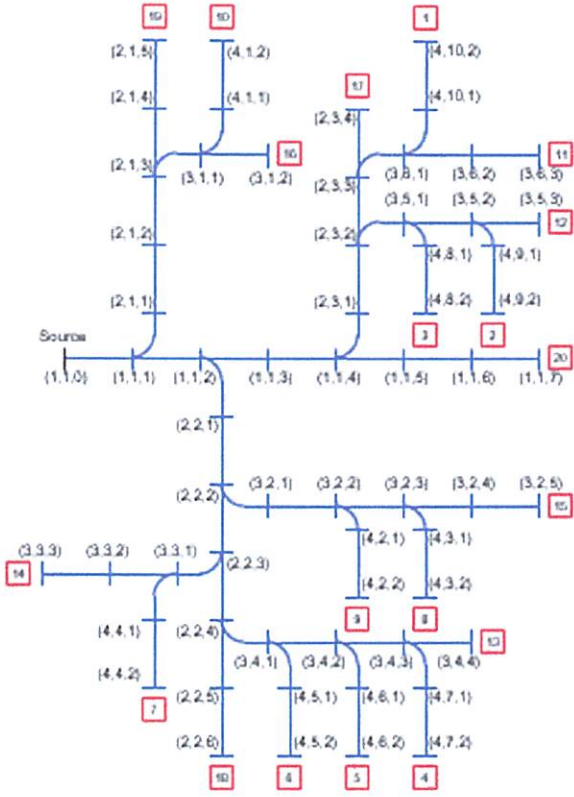 19 10 1
(2,1,5) (4,1,2) (4,10,2)
17
(2,1,4) (4,1,1) (4,10,1)
(2,3,4)
16 11
(2,1,3) (3,1,1) (3,1,2) (2,3,3) (3,6,1) (3,6,2) (3,6,3)
(3,5,1) (3,5,2) (3,5,3)
12
(2,1,2) (2,3,2) (4,8,1) (4,9,1)
(2,1,1) (2,3,1) (4,8,2) (4,9,2)
3 2
Source
20
(1,1,0) (1,1,1) (1,1,2) (1,1,3) (1,1,4) (1,1,5) (1,1,6) (1,1,7)
(2,2,1)
(3,2,1) (3,2,2) (3,2,3) (3,2,4) (3,2,5)
(2,2,2) 15
(4,2,1) (4,3,1)
(3,3,3) (3,3,2) (3,3,1) (2,2,3)
14 (4,2,2) (4,3,2)
9 8
(4,4,1) (2,2,4) 13
(3,4,1) (3,4,2) (3,4,3) (3,4,4)
(4,4,2) (2,2,5) (4,5,1) (4,6,1) (4,7,1)
7
(2,2,6) (4,5,2) (4,6,2) (4,7,2)
18 6 5 4